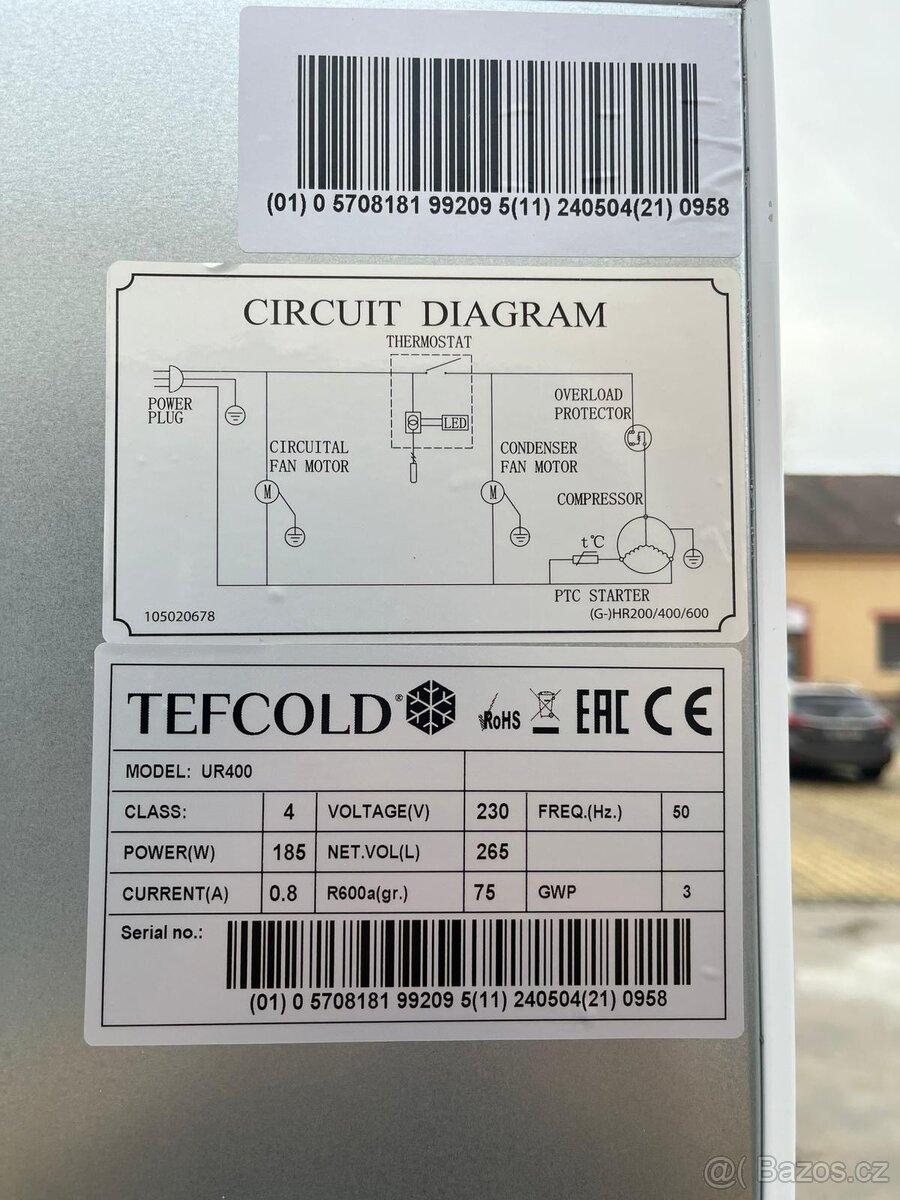 (01) 0 5708181 99209 5(11) 240504(21) 0958
CIRCUIT DIAGRAM
THERMOSTAT
POWER
PLUG
LED
OVERLOAD
PROTECTOR
CIRCUITAL
FAN MOTOR
CONDENSER
FAN MOTOR
M
M
COMPRESSOR
t℃
PTC STARTER
105020678
(G-)HR200/400/600
TEFCOLD®
RoHS
EAC CE
MODEL: UR400
CLASS: 4 VOLTAGE(V) 230 FREQ.(Hz.) 50
POWER(W) 185 NET.VOL(L) 265
CURRENT(A) 0.8 R600a(gr.) 75 GWP 3
Serial no.:
(01) 0 5708181 99209 5(11) 240504(21) 0958
@( Bazos.cz